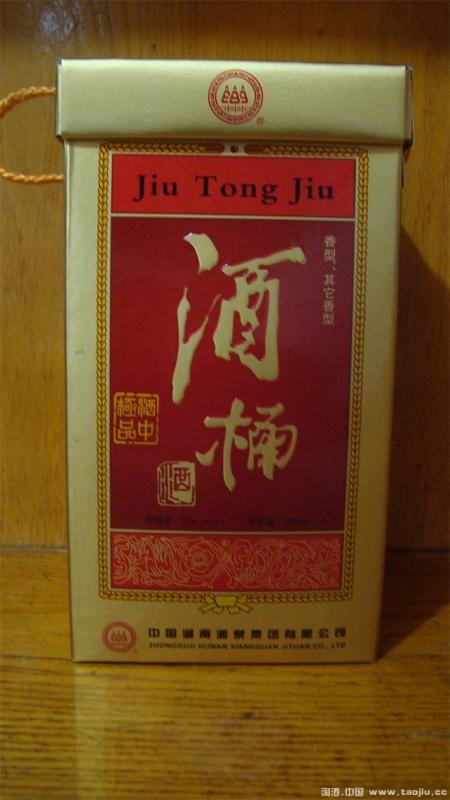 Jiu Tong Jiu
香型：其它香型
酒桶
酒
酒中
極品
中国湖南湘泉集团有限公司
ZHONGGUO HUNAN XIANGQUAN JITUAN CO., LTD
淘酒.中国 www.taojiu.cc